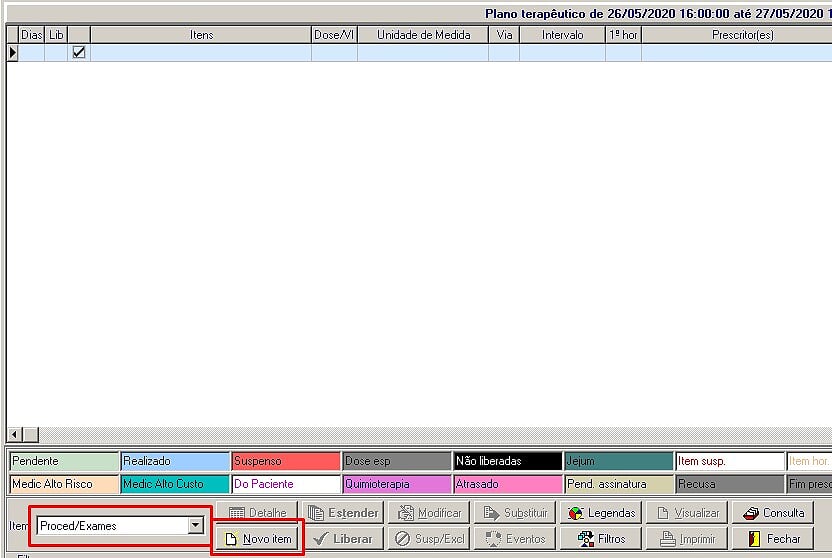 Plano terapêutico de 26/05/2020 16:00:00 até 27/05/2020 1
Dias Lib Itens Dose/Vl Unidade de Medida Via Intervalo 1ª hor Prescritor(es)
Pendente Realizado Suspenso Dose esp Não liberadas Jejum Item susp. Item hor.
Medic Alto Risco Medic Alto Custo Do Paciente Quimioterapia Atrasado Pend. assinatura Recusa Fim presc
Detalhe Estender Modificar Substituir Legendas Visualizar Consulta
Item Proced/Exames Novo item Liberar Susp/Excl Eventos Filtros Imprimir Fechar